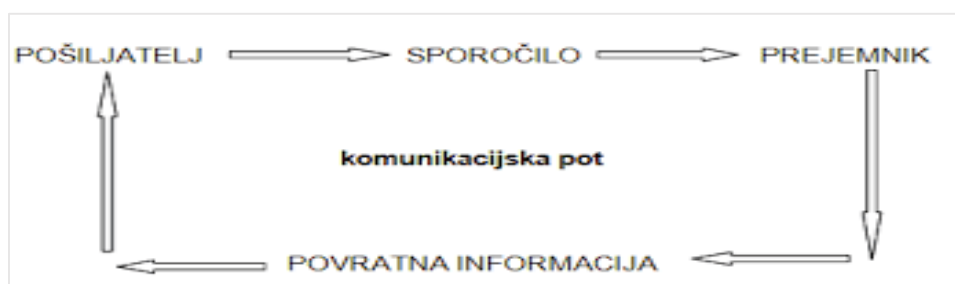 POŠILJATELJ SPOROČILO PREJEMNIK
komunikacijska pot
POVRATNA INFORMACIJA